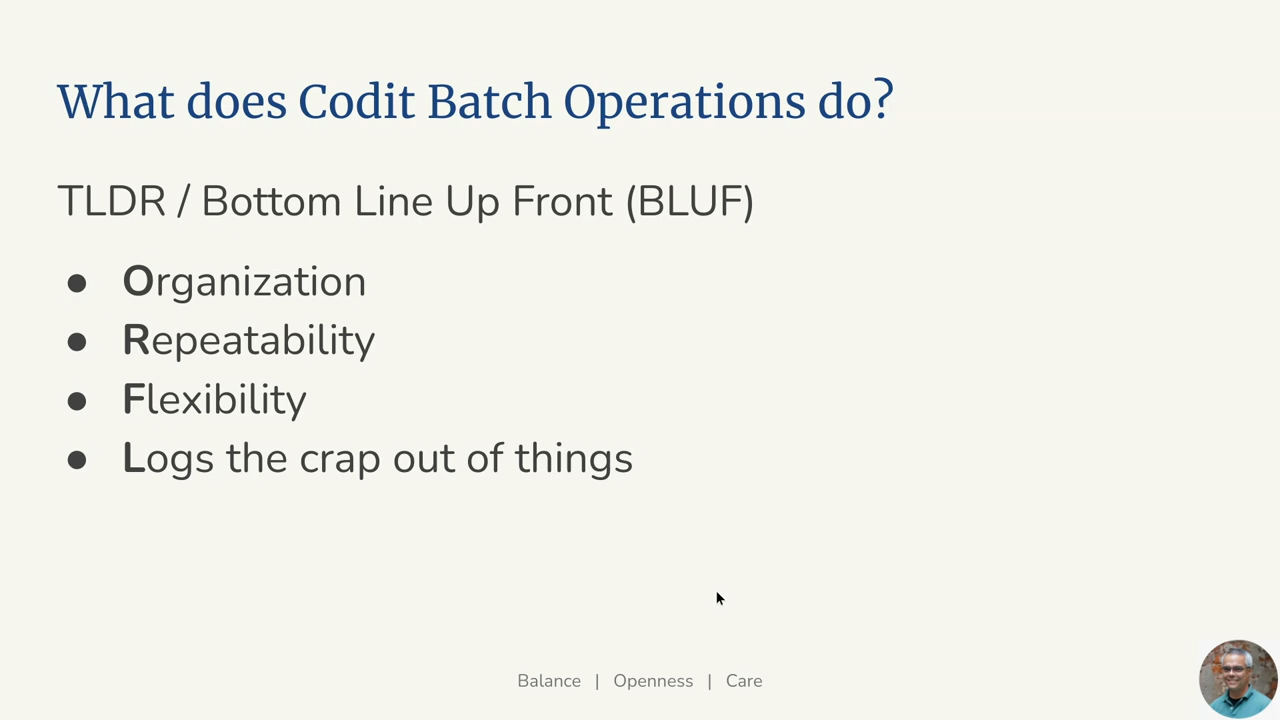 What does Codit Batch Operations do?
TLDR / Bottom Line Up Front (BLUF)
● Organization
● Repeatability
● Flexibility
● Logs the crap out of things
Balance | Openness | Care